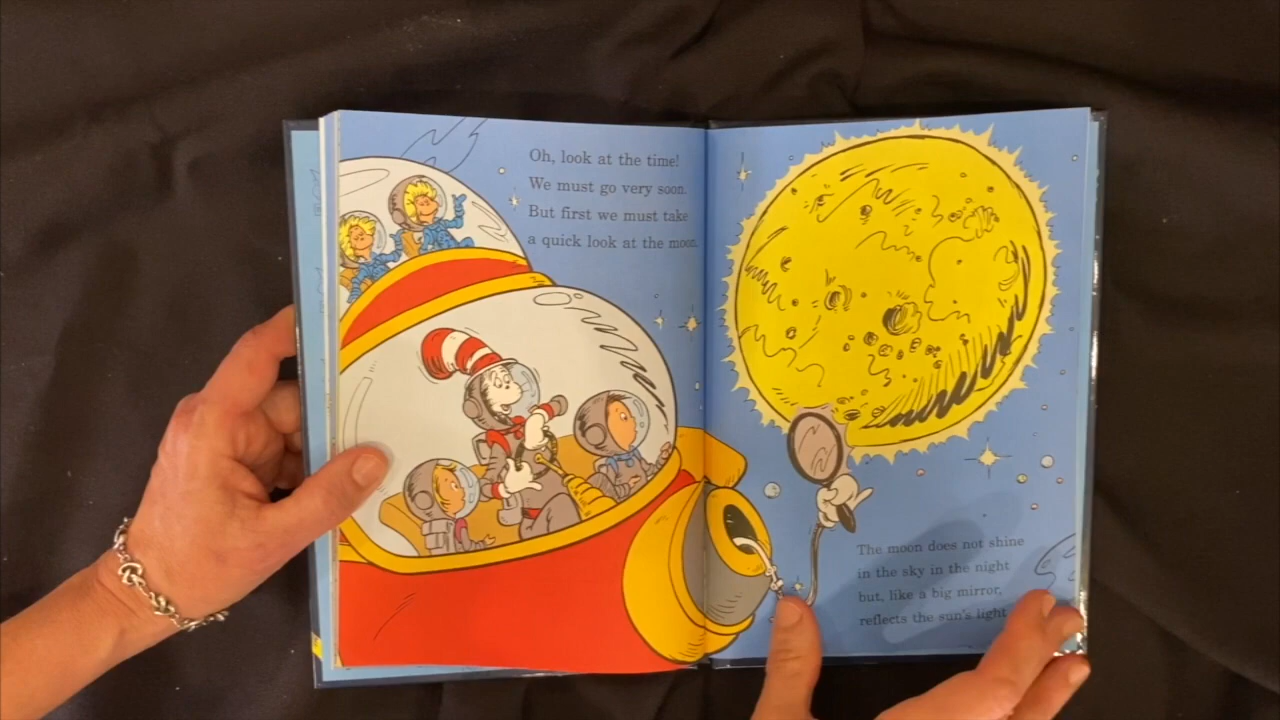 Oh, look at the time!
We must go very soon.
But first we must take
a quick look at the moon.
The moon does not shine
in the sky in the night
but, like a big mirror,
reflects the sun's light